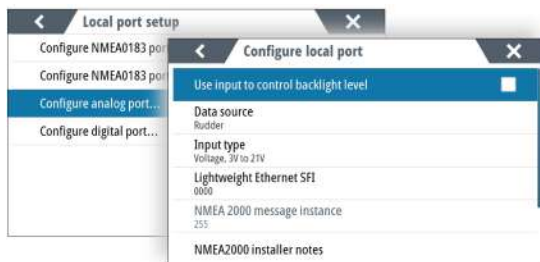 Local port setup
Configure NMEA0183
Configure NMEA0183
Configure analog port...
Configure digital port...
Configure local port
Use input to control backlight level
Data source
Rudder
Input type
Voltage, 3V to 21V
Lightweight Ethernet SFI
0000
NMEA 2000 message instance
255
NMEA2000 installer notes